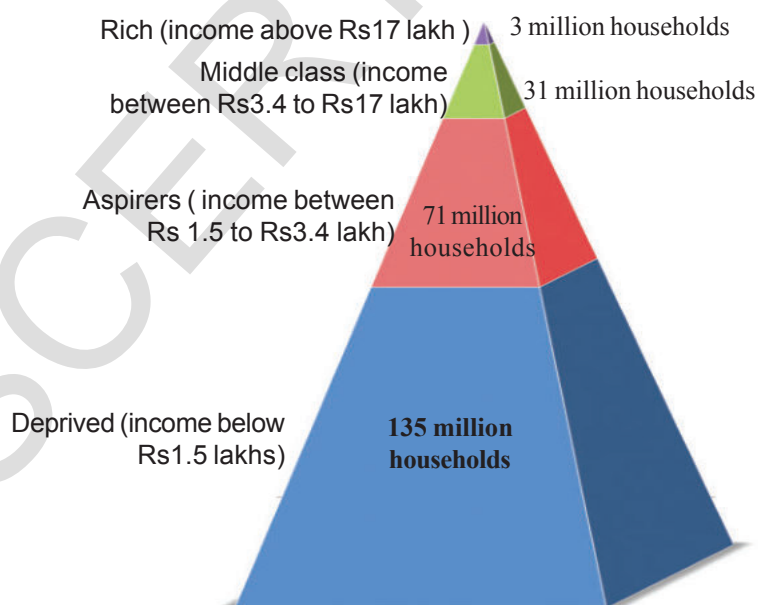 Rich (income above Rs17 lakh )
3 million households
Middle class (income
between Rs3.4 to Rs17 lakh)
31 million households
Aspirers ( income between
Rs 1.5 to Rs3.4 lakh)
71 million
households
Deprived (income below
Rs1.5 lakhs)
135 million
households
SCERT